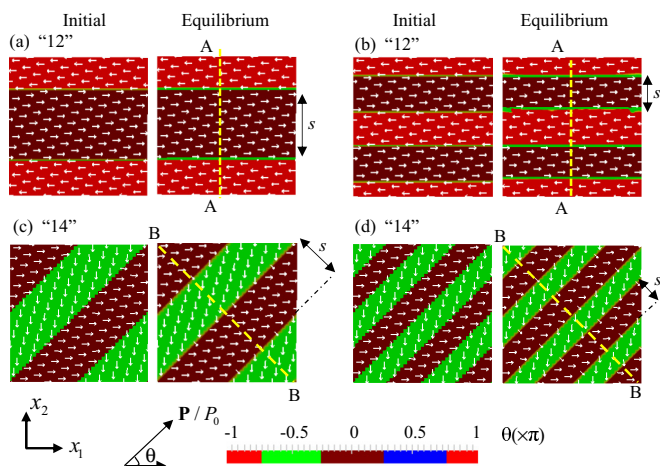 Initial Equilibrium Initial Equilibrium
(a) “12” A (b) “12” A
s s
A A
(c) “14” B (d) “14” B
s s
B B
x2
x1
P / P0
θ
θ(×π)
-1 -0.5 0 0.5 1